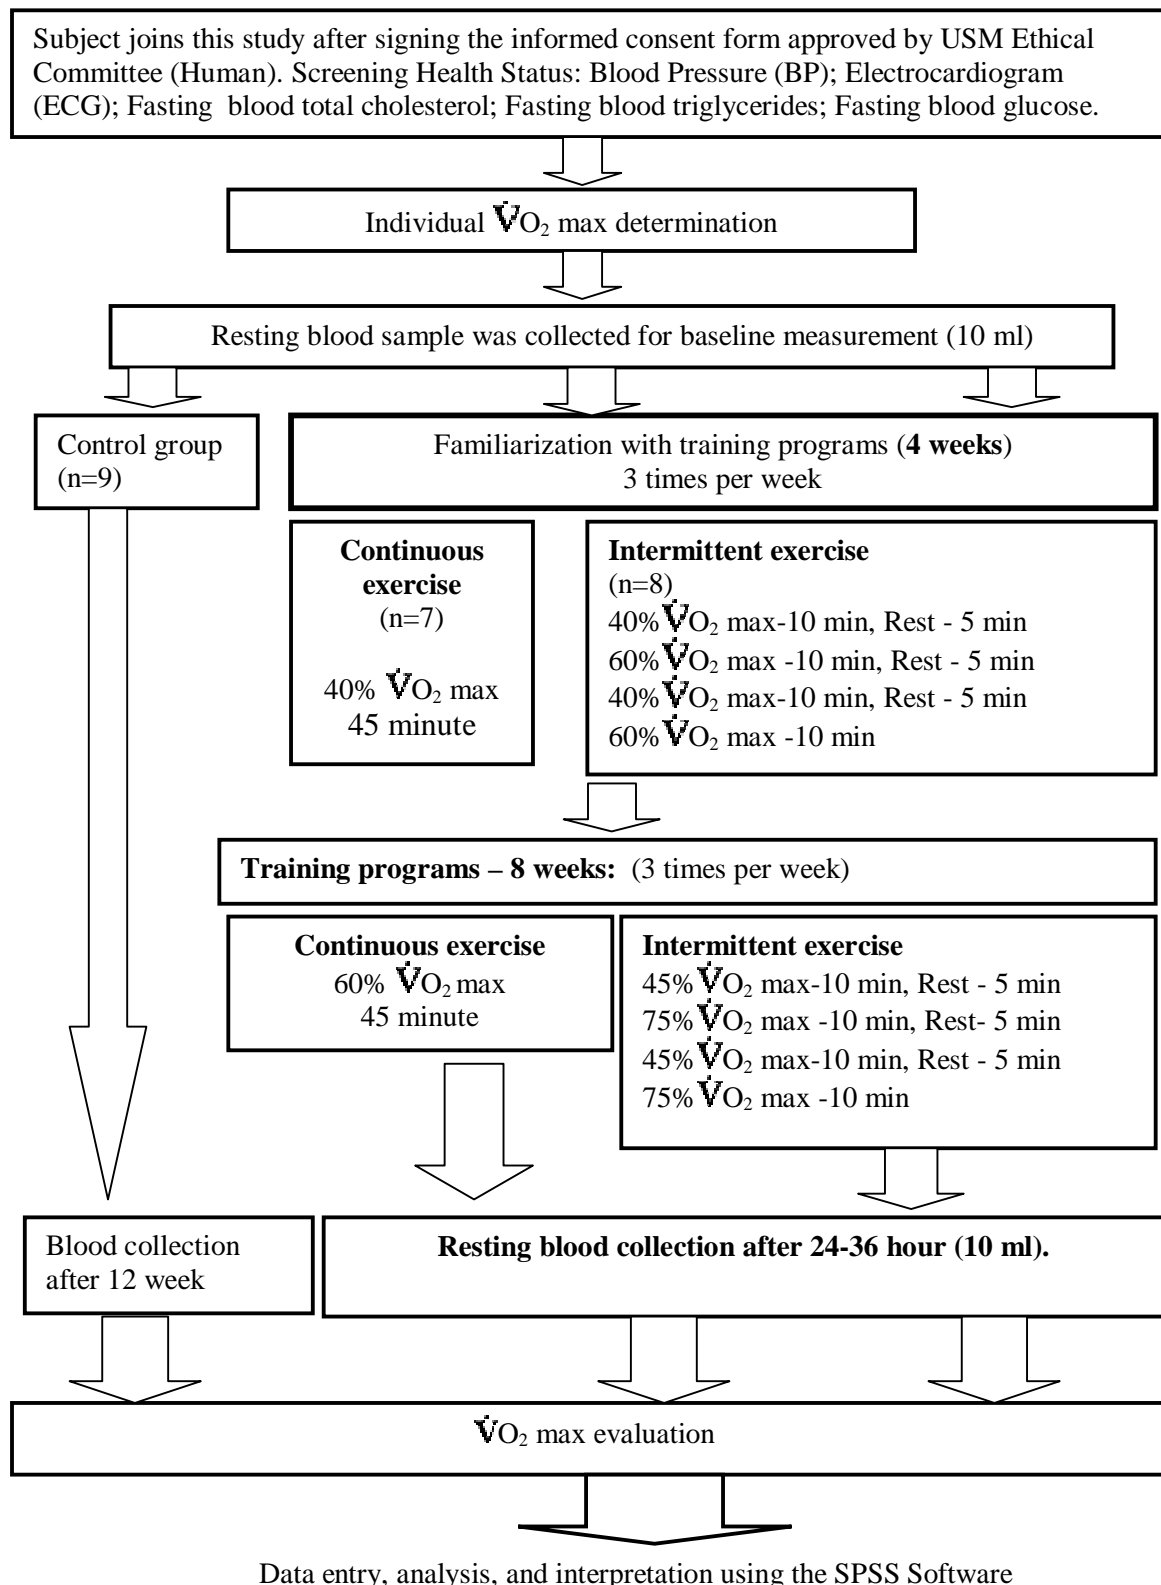 Subject joins this study after signing the informed consent form approved by USM Ethical
Committee (Human). Screening Health Status: Blood Pressure (BP); Electrocardiogram
(ECG); Fasting blood total cholesterol; Fasting blood triglycerides; Fasting blood glucose.
Individual V̇O₂ max determination
Resting blood sample was collected for baseline measurement (10 ml)
Control group
(n=9)
Familiarization with training programs (4 weeks)
3 times per week
Continuous
exercise
(n=7)
40% V̇O₂ max
45 minute
Intermittent exercise
(n=8)
40% V̇O₂ max-10 min, Rest - 5 min
60% V̇O₂ max -10 min, Rest - 5 min
40% V̇O₂ max-10 min, Rest - 5 min
60% V̇O₂ max -10 min
Training programs – 8 weeks: (3 times per week)
Continuous exercise
60% V̇O₂ max
45 minute
Intermittent exercise
45% V̇O₂ max-10 min, Rest - 5 min
75% V̇O₂ max -10 min, Rest- 5 min
45% V̇O₂ max-10 min, Rest - 5 min
75% V̇O₂ max -10 min
Blood collection
after 12 week
Resting blood collection after 24-36 hour (10 ml).
V̇O₂ max evaluation
Data entry, analysis, and interpretation using the SPSS Software